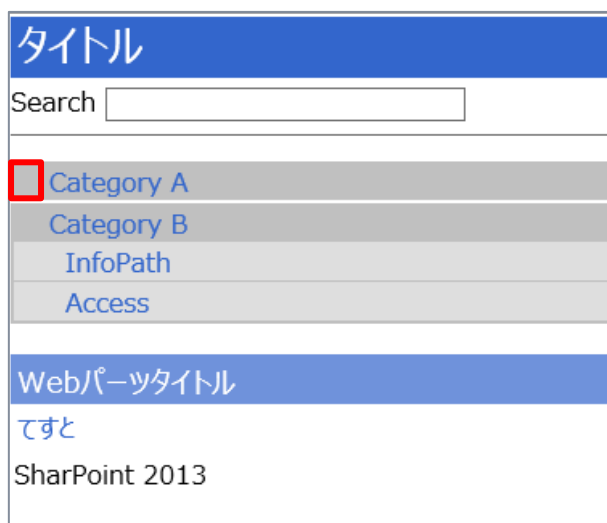 タイトル
Search
Category A
Category B
InfoPath
Access
Webパーツタイトル
てすと
SharPoint 2013